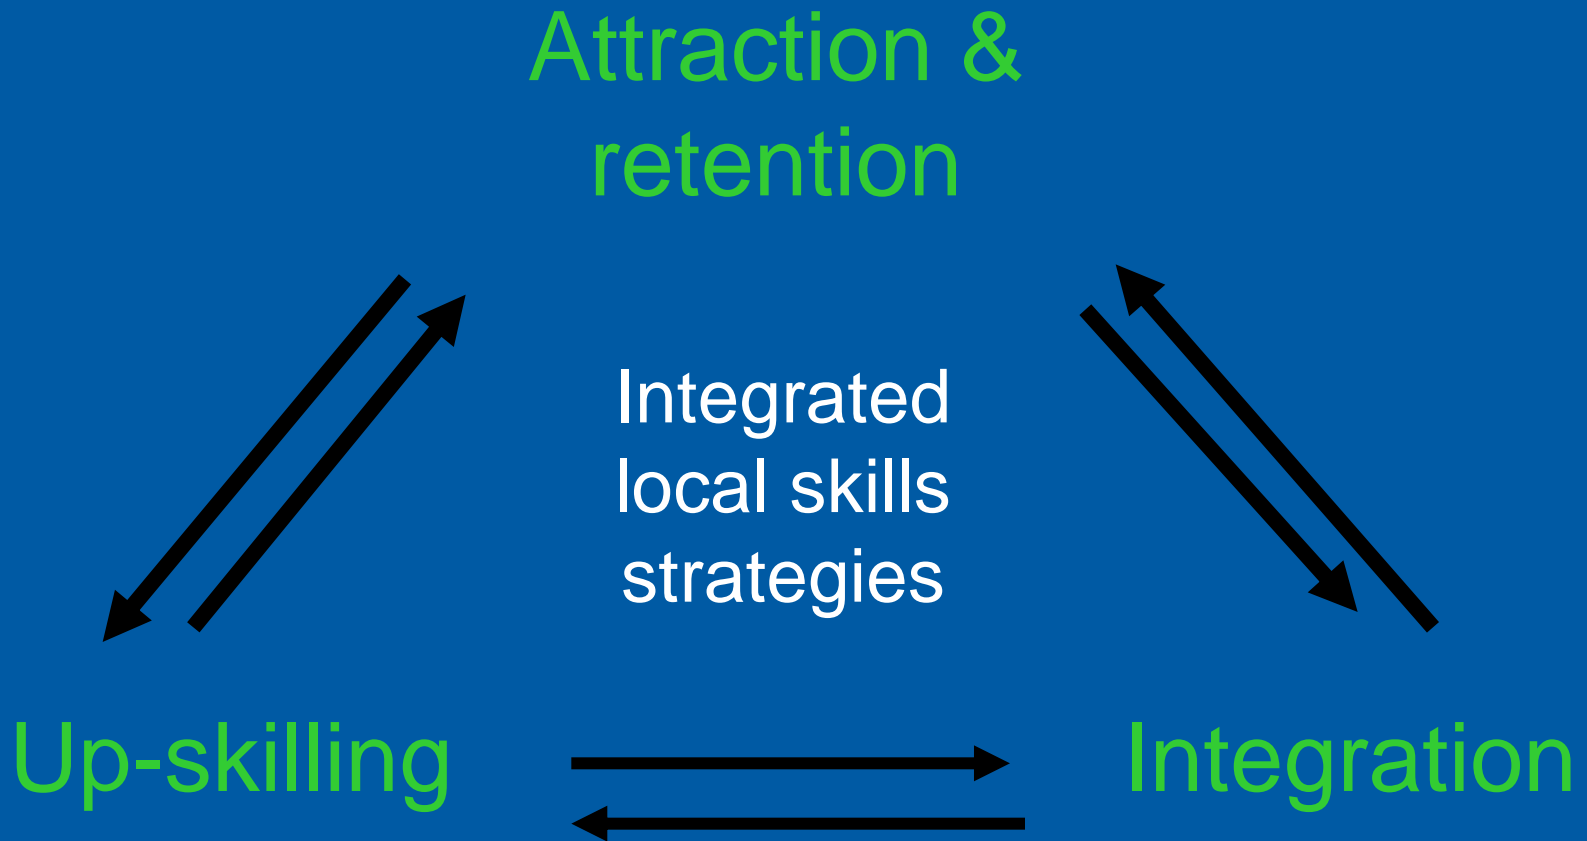 Attraction &
retention
Integrated
local skills
strategies
Up-skilling
Integration